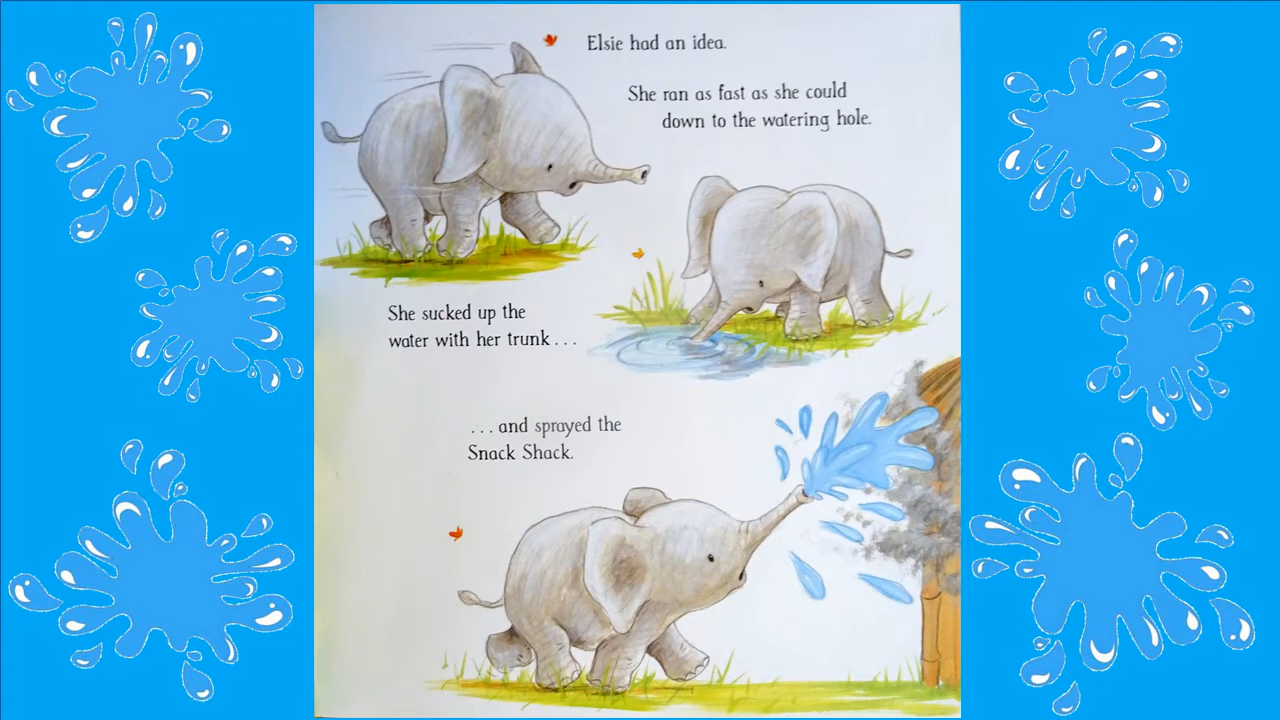 Elsie had an idea.
She ran as fast as she could
down to the watering hole.
She sucked up the
water with her trunk . . .
. . . and sprayed the
Snack Shack.